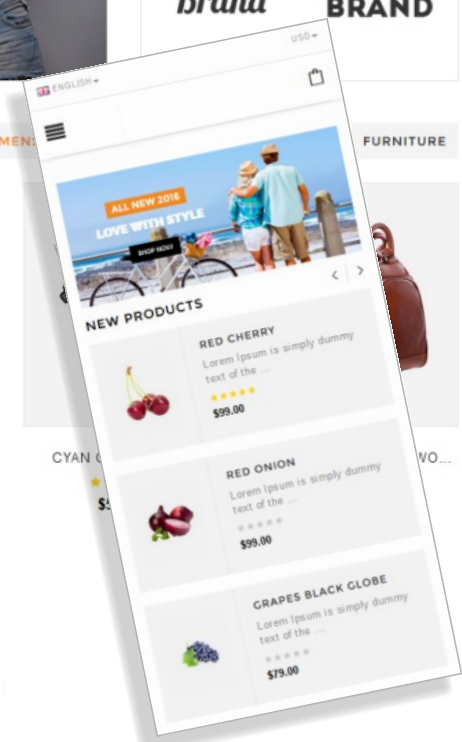 brand
BRAND
USD
ENGLISH
MEN
FURNITURE
ALL NEW 2016
LOVE WITH STYLE
SHOP NOW
NEW PRODUCTS
RED CHERRY
Lorem Ipsum is simply dummy
text of the ...
$99.00
CYAN
WO...
RED ONION
Lorem Ipsum is simply dummy
text of the ...
$99.00
GRAPES BLACK GLOBE
Lorem Ipsum is simply dummy
text of the ...
$79.00